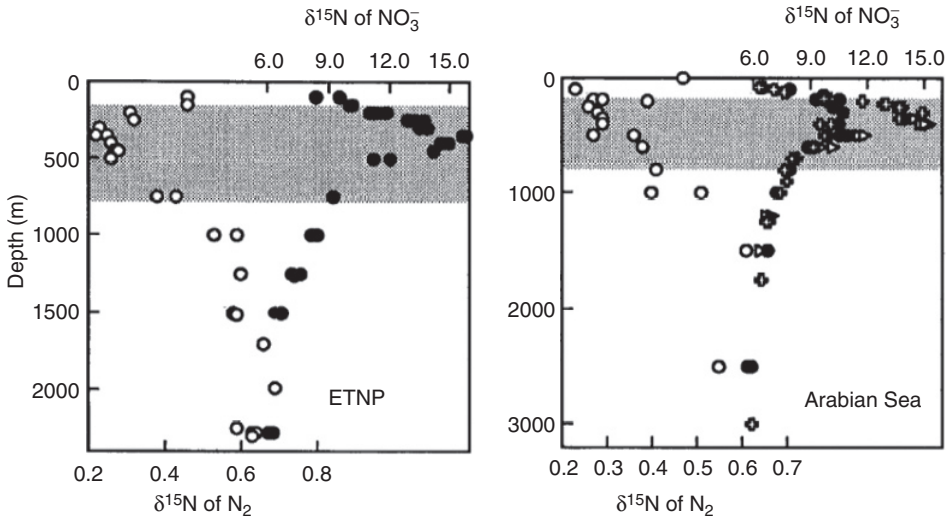 δ¹⁵N of NO₃⁻
6.0 9.0 12.0 15.0
0
500
1000
1500
2000
Depth (m)
ETNP
0.2 0.4 0.6 0.8
δ¹⁵N of N₂
δ¹⁵N of NO₃⁻
6.0 9.0 12.0 15.0
0
1000
2000
3000
Arabian Sea
0.2 0.3 0.4 0.5 0.6 0.7
δ¹⁵N of N₂